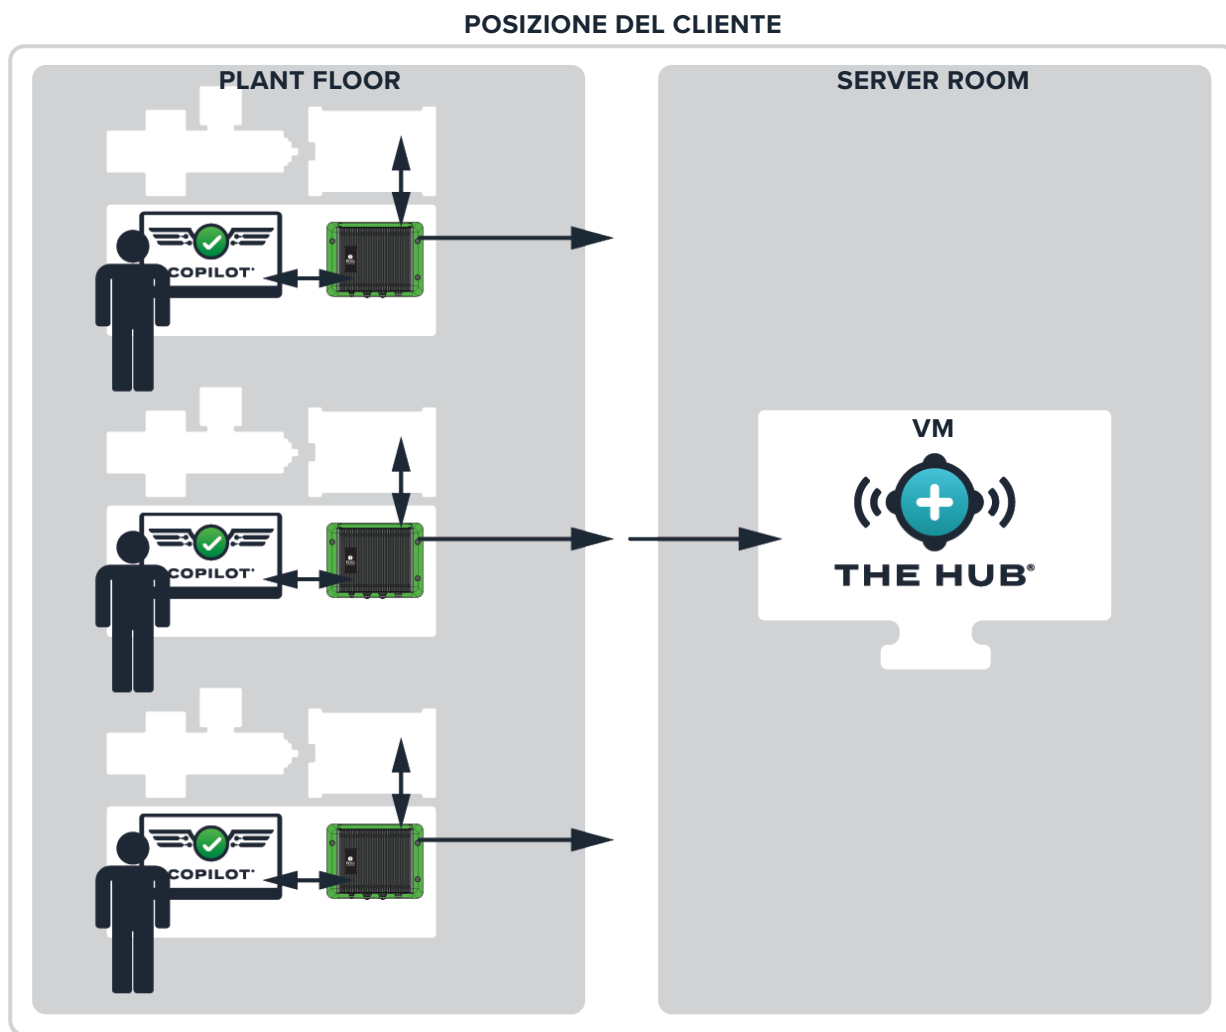 POSIZIONE DEL CLIENTE
PLANT FLOOR
SERVER ROOM
COPILOT®
VM
THE HUB®
COPILOT®
COPILOT®